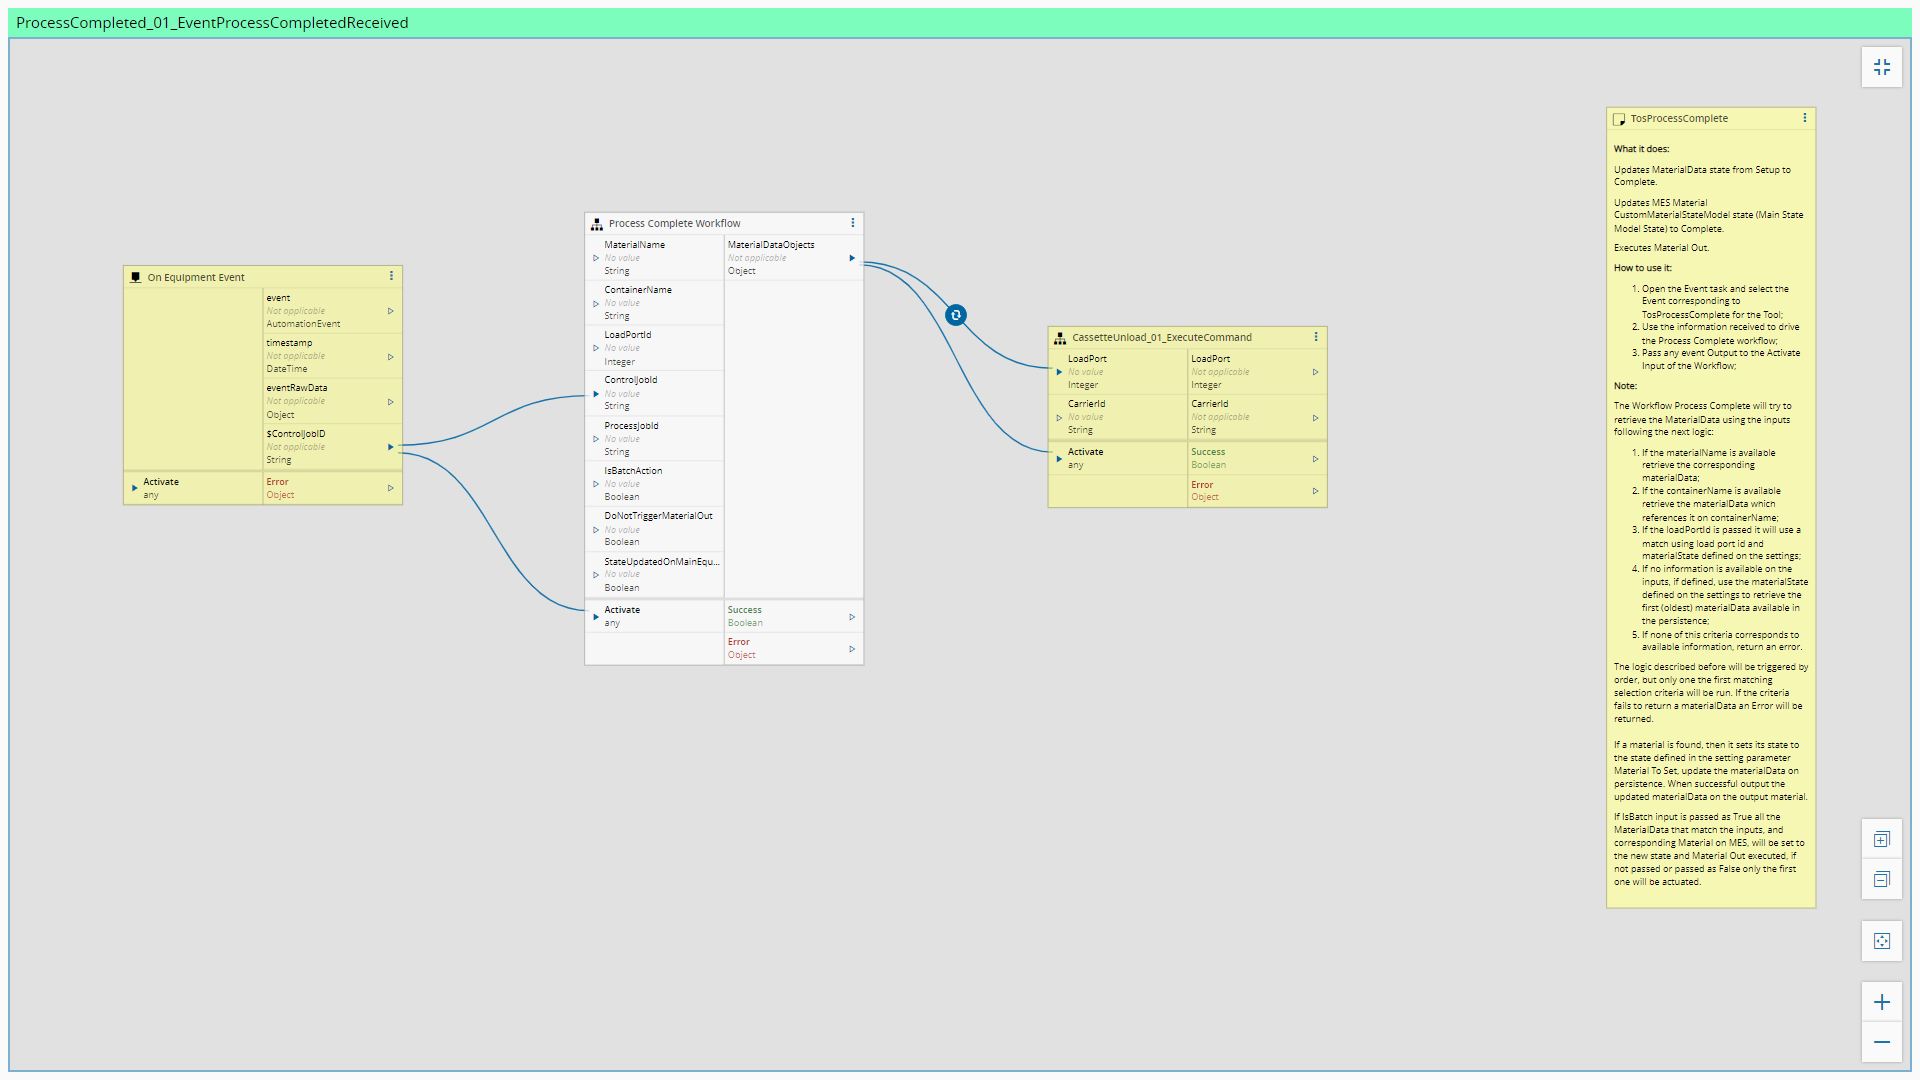 ProcessCompleted_01_EventProcessCompletedReceived
On Equipment Event
event
Not applicable
AutomationEvent
timestamp
Not applicable
DateTime
eventRawData
Not applicable
Object
$ControlJobID
Not applicable
String
Activate
any
Error
Object
Process Complete Workflow
MaterialName
No value
String
ContainerName
No value
String
LoadPortId
No value
Integer
ControlJobId
No value
String
ProcessJobId
No value
String
IsBatchAction
No value
Boolean
DoNotTriggerMaterialOut
No value
Boolean
StateUpdatedOnMainEqu...
No value
Boolean
MaterialDataObjects
Not applicable
Object
Activate
any
Success
Boolean
Error
Object
CassetteUnload_01_ExecuteCommand
LoadPort
No value
Integer
CarrierId
No value
String
LoadPort
Not applicable
Integer
CarrierId
Not applicable
String
Activate
any
Success
Boolean
Error
Object
TosProcessComplete
What it does:
Updates MaterialData state from Setup to
Complete.
Updates MES Material
CustomMaterialStateModel state (Main State
Model State) to Complete.
Executes Material Out.
How to use it:
1. Open the Event task and select the
Event corresponding to
TosProcessComplete for the Tool;
2. Use the information received to drive
the Process Complete workflow;
3. Pass any event Output to the Activate
Input of the Workflow;
Note:
The Workflow Process Complete will try to
retrieve the MaterialData using the inputs
following the next logic:
1. If the materialName is available
retrieve the corresponding
materialData;
2. If the containerName is available
retrieve the materialData which
references it on containerName;
3. If the loadPortId is passed it will use a
match using load port id and
materialState defined on the settings;
4. If no information is available on the
inputs, if defined, use the materialState
defined on the settings to retrieve the
first (oldest) materialData available in
the persistence;
5. If none of this criteria corresponds to
available information, return an error.
The logic described before will be triggered by
order, but only one the first matching
selection criteria will be run. If the criteria
fails to return a materialData an Error will be
returned.
If a material is found, then it sets its state to
the state defined in the setting parameter
Material To Set, update the materialData on
persistence. When successful output the
updated materialData on the output material.
If IsBatch input is passed as True all the
MaterialData that match the inputs, and
corresponding Material on MES, will be set to
the new state and Material Out executed, if
not passed or passed as False only the first
one will be actuated.